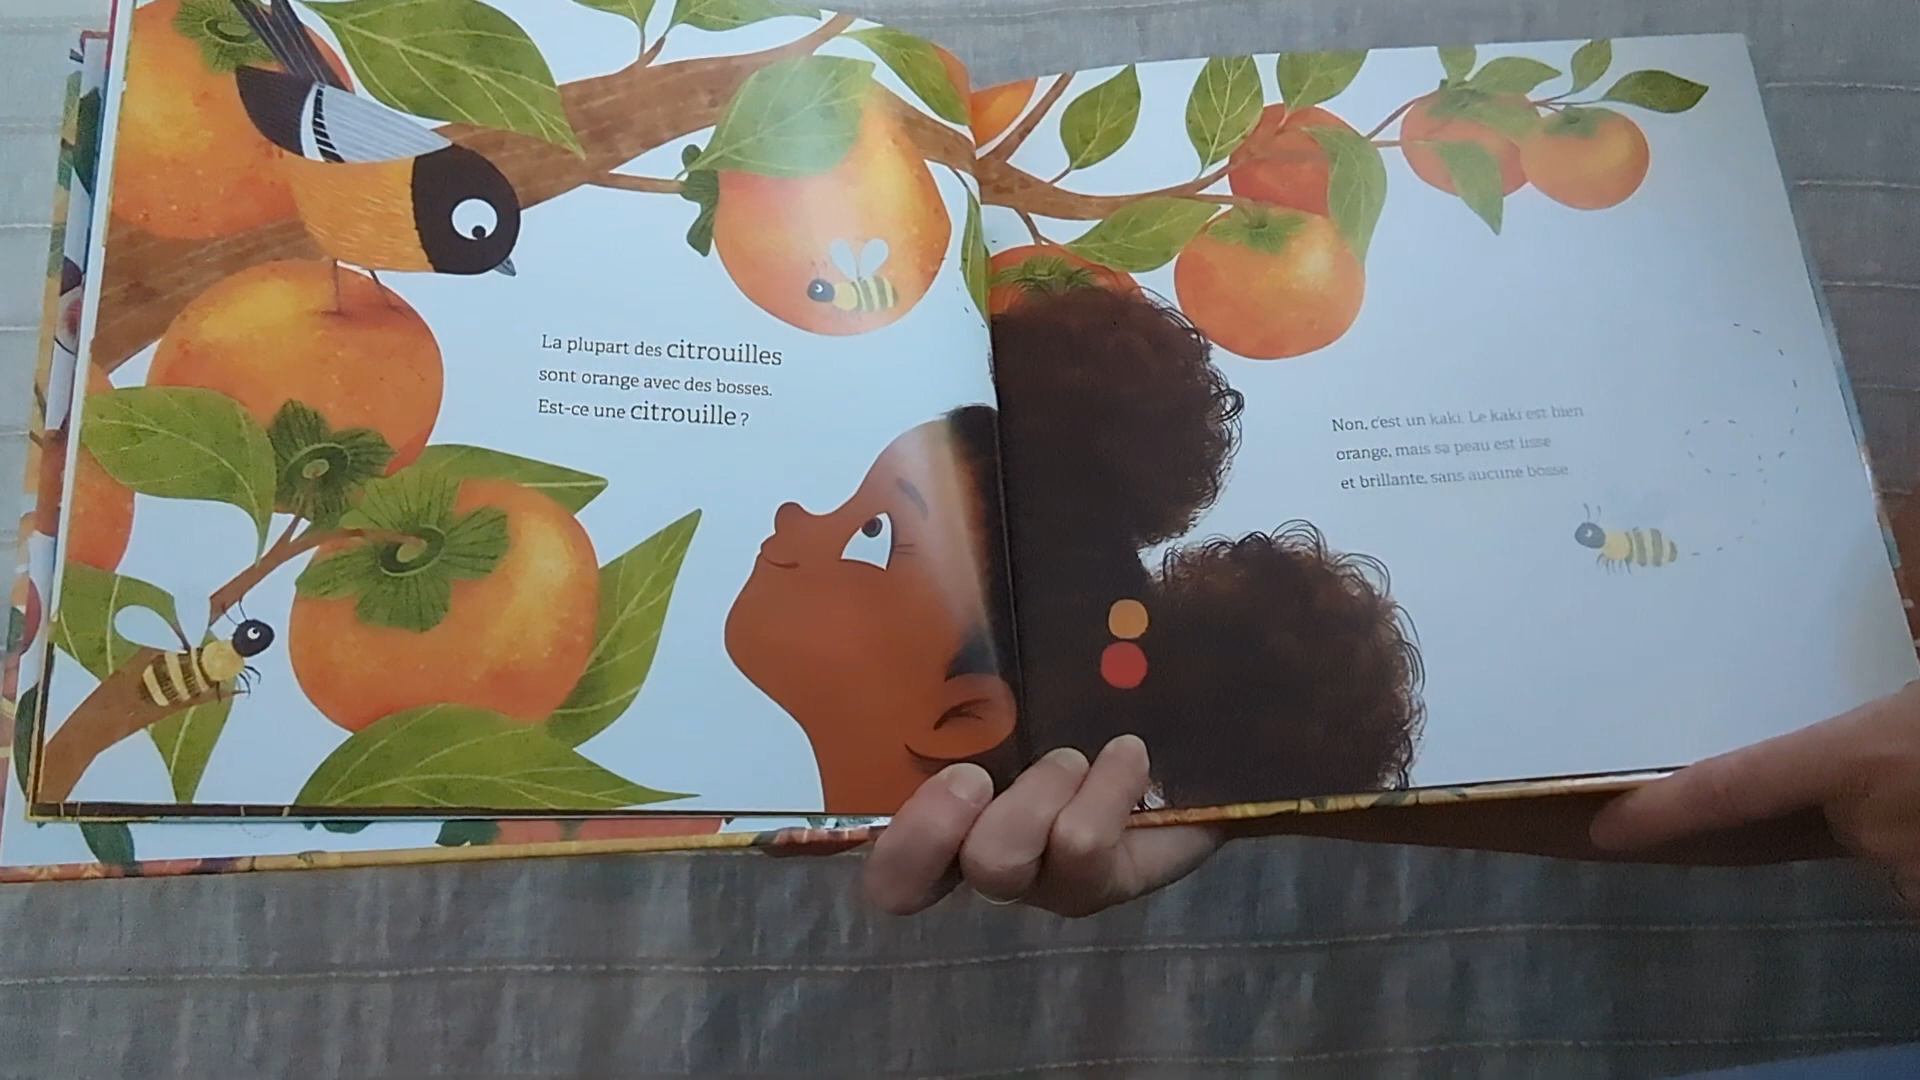 La plupart des citrouilles
sont orange avec des bosses.
Est-ce une citrouille ?
Non, c'est un kaki. Le kaki est bien
orange, mais sa peau est lisse
et brillante, sans aucune bosse.